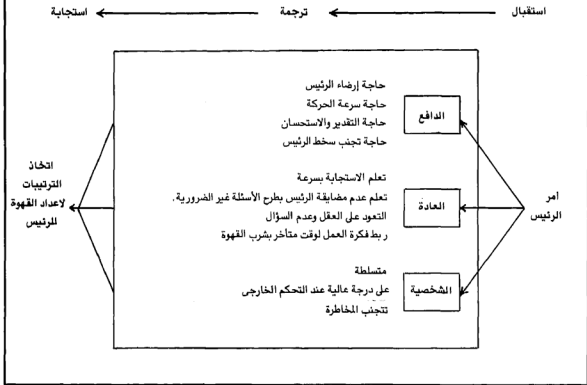 استقبال ترجمة استجابة
أمر
الرئيس
الدافع
حاجة إرضاء الرئيس
حاجة سرعة الحركة
حاجة التقدير والاستحسان
حاجة تجنب سخط الرئيس
العادة
تعلم الاستجابة بسرعة
تعلم عدم مضايقة الرئيس بطرح الأسئلة غير الضرورية.
التعود على العقل وعدم السؤال
ربط فكرة العمل لوقت متأخر بشرب القهوة
الشخصية
متسلطة
على درجة عالية عند التحكم الخارجى
تتجنب المخاطرة
اتخاذ
الترتيبات
لاعداد القهوة
للرئيس